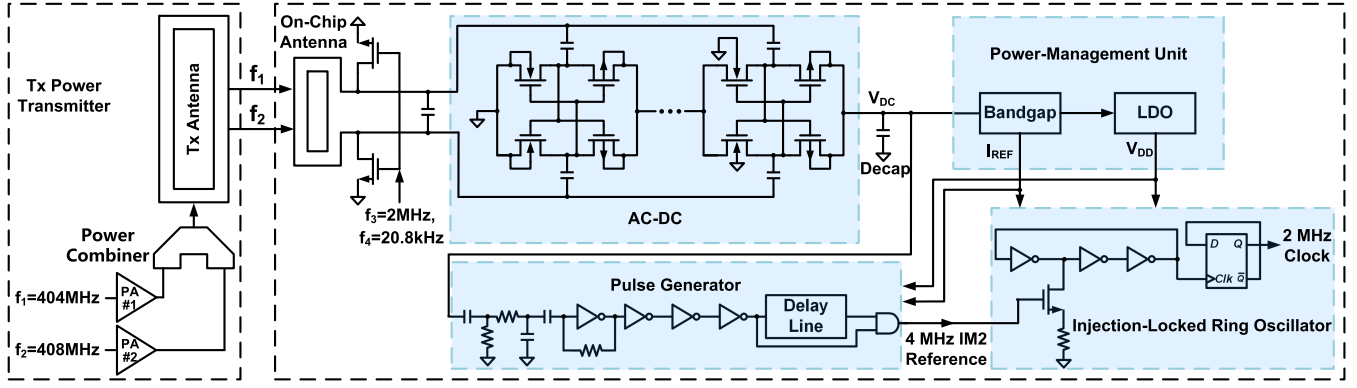 Tx Power
Transmitter
Tx Antenna
Power
Combiner
f1=404MHz
PA
#1
f2=408MHz
PA
#2
f1
f2
On-Chip
Antenna
f3=2MHz,
f4=20.8kHz
AC-DC
VDC
Decap
Power-Management Unit
Bandgap
LDO
IREF
VDD
Pulse Generator
Delay
Line
4 MHz IM2
Reference
D
Q
Clk
Q̅
2 MHz
Clock
Injection-Locked Ring Oscillator